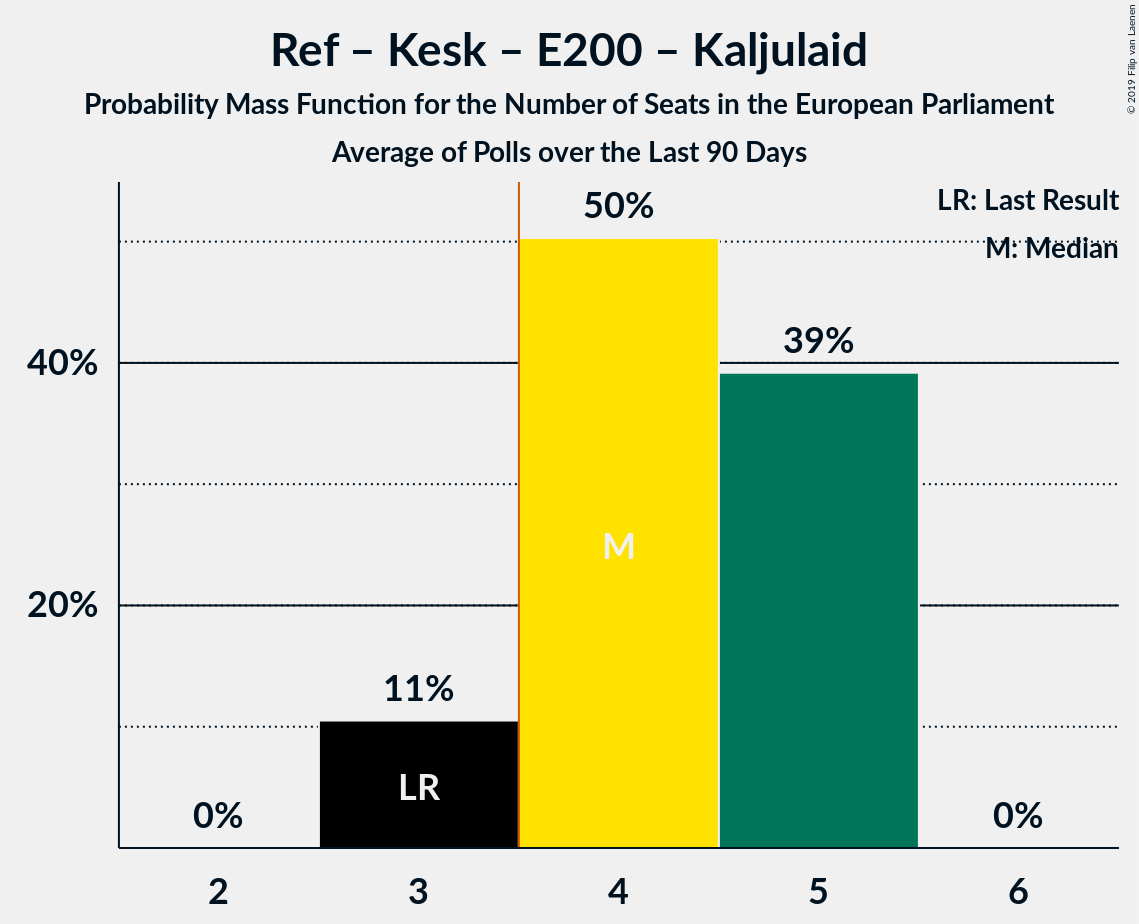 Ref – Kesk – E200 – Kaljulaid
Probability Mass Function for the Number of Seats in the European Parliament
Average of Polls over the Last 90 Days
© 2019 Filip van Laenen
LR: Last Result
M: Median
50%
39%
40%
M
20%
11%
LR
0%
0%
2 3 4 5 6